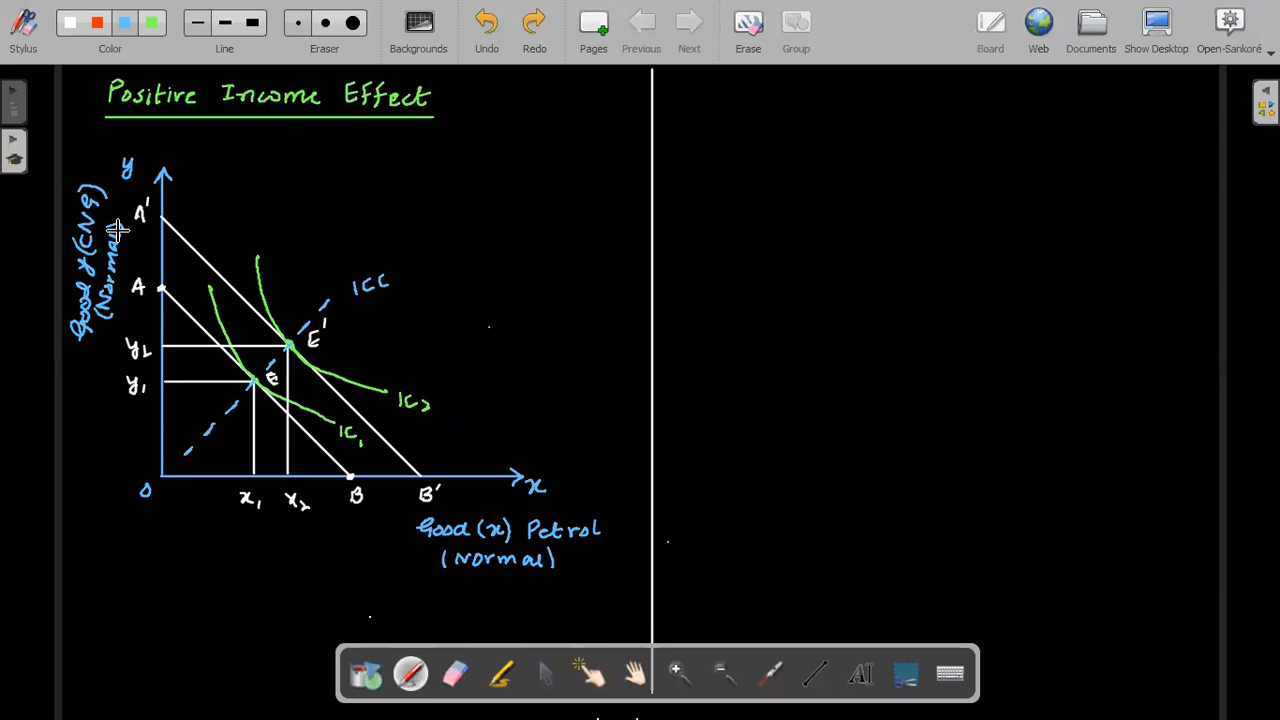 Stylus
Color
Line
Eraser
Backgrounds
Undo
Redo
Pages
Previous
Next
Erase
Group
Board
Web
Documents
Show Desktop
Open-Sankoré
Positive Income Effect
y
Good y (CNG)
(Normal)
A'
A
ICC
y2
E'
y1
E
IC2
IC1
O
x1
x2
B
B'
x
Good (x) Petrol
(Normal)
AI